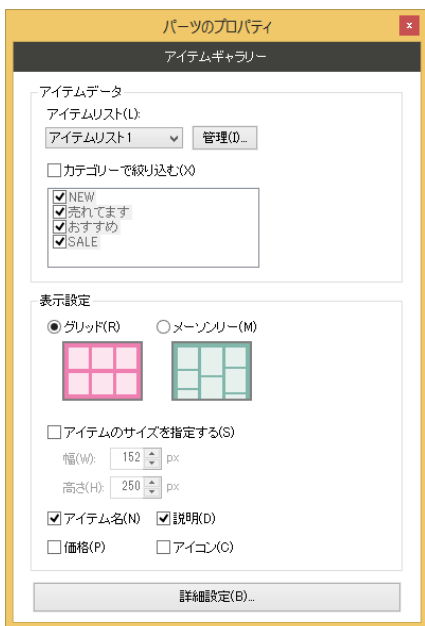 パーツのプロパティ
x
アイテムギャラリー
アイテムデータ
アイテムリスト(L):
アイテムリスト1 管理(I)...
カテゴリーで絞り込む(X)
NEW
売れてます
おすすめ
SALE
表示設定
グリッド(R) メーソンリー(M)
アイテムのサイズを指定する(S)
幅(W): 152 px
高さ(H): 250 px
アイテム名(N) 説明(D)
価格(P) アイコン(C)
詳細設定(B)...